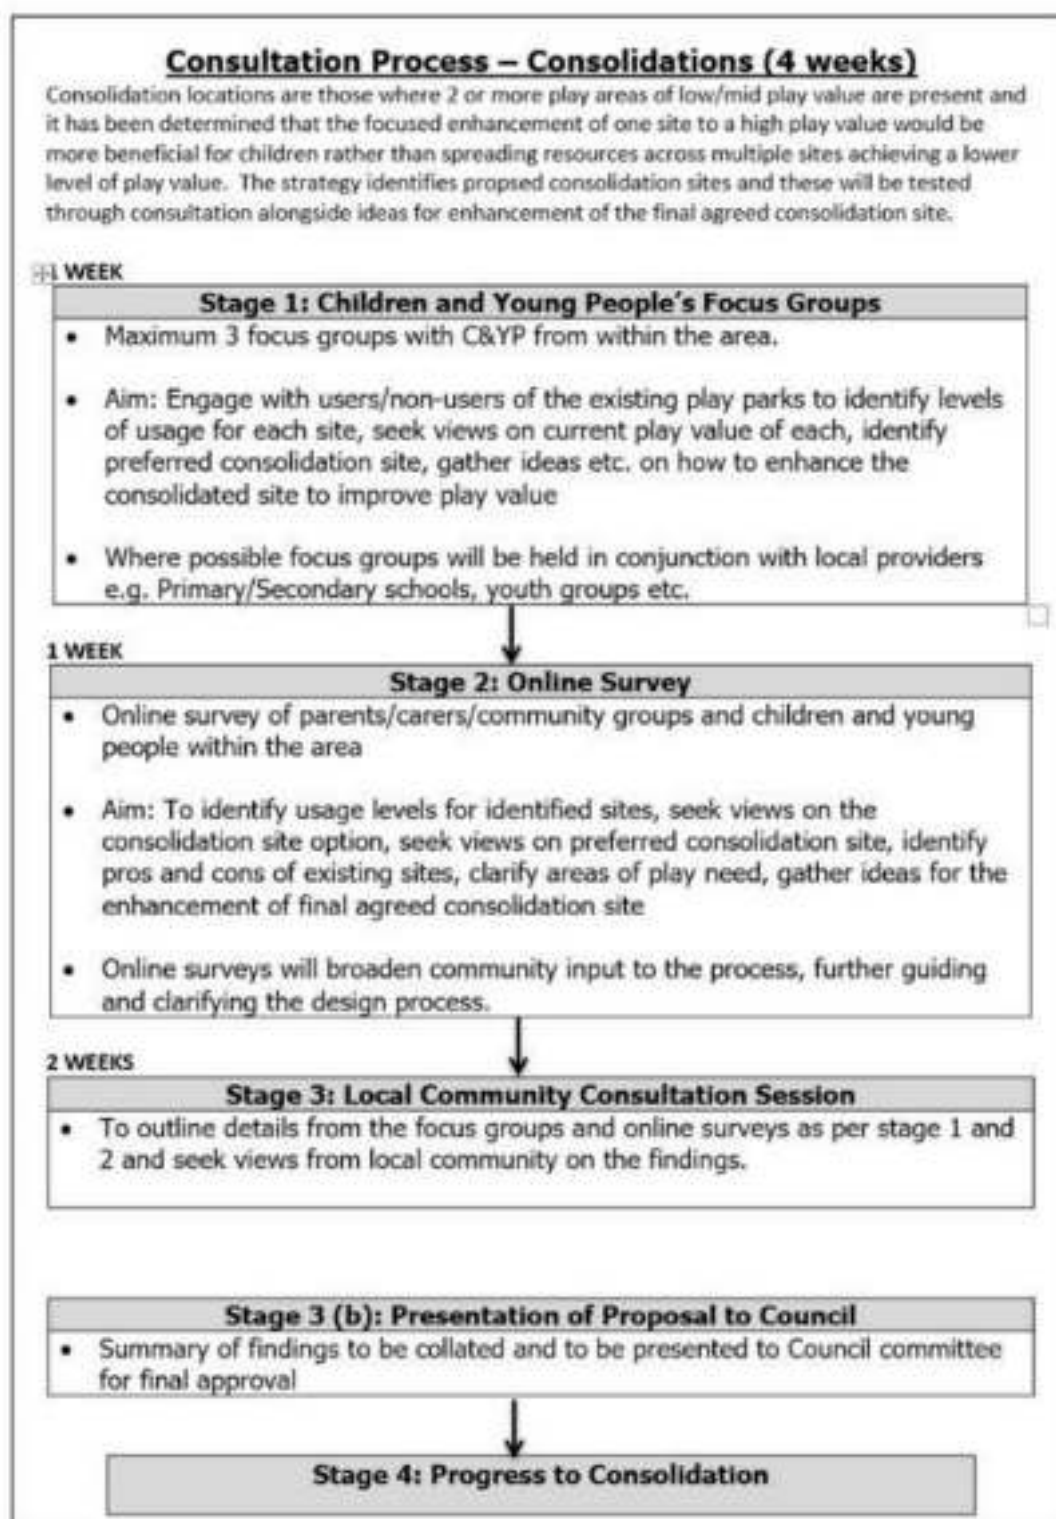 Consultation Process – Consolidations (4 weeks)
Consolidation locations are those where 2 or more play areas of low/mid play value are present and
it has been determined that the focused enhancement of one site to a high play value would be
more beneficial for children rather than spreading resources across multiple sites achieving a lower
level of play value. The strategy identifies propsed consolidation sites and these will be tested
through consultation alongside ideas for enhancement of the final agreed consolidation site.
1 WEEK
Stage 1: Children and Young People's Focus Groups
• Maximum 3 focus groups with C&YP from within the area.
• Aim: Engage with users/non-users of the existing play parks to identify levels
of usage for each site, seek views on current play value of each, identify
preferred consolidation site, gather ideas etc. on how to enhance the
consolidated site to improve play value
• Where possible focus groups will be held in conjunction with local providers
e.g. Primary/Secondary schools, youth groups etc.
1 WEEK
Stage 2: Online Survey
• Online survey of parents/carers/community groups and children and young
people within the area
• Aim: To identify usage levels for identified sites, seek views on the
consolidation site option, seek views on preferred consolidation site, identify
pros and cons of existing sites, clarify areas of play need, gather ideas for the
enhancement of final agreed consolidation site
• Online surveys will broaden community input to the process, further guiding
and clarifying the design process.
2 WEEKS
Stage 3: Local Community Consultation Session
• To outline details from the focus groups and online surveys as per stage 1 and
2 and seek views from local community on the findings.
Stage 3 (b): Presentation of Proposal to Council
• Summary of findings to be collated and to be presented to Council committee
for final approval
Stage 4: Progress to Consolidation